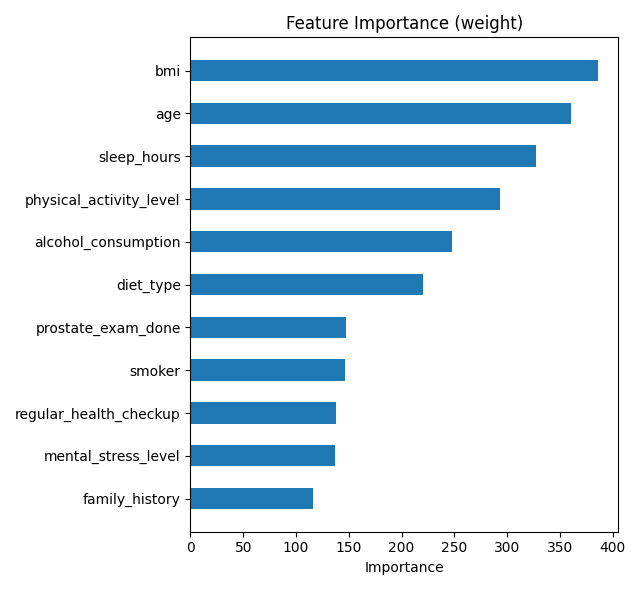 Feature Importance (weight)
bmi
age
sleep_hours
physical_activity_level
alcohol_consumption
diet_type
prostate_exam_done
smoker
regular_health_checkup
mental_stress_level
family_history
0 50 100 150 200 250 300 350 400
Importance